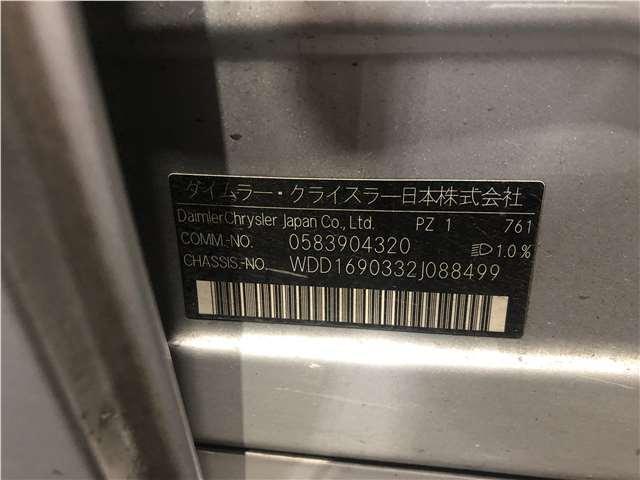 ダイムラー・クライスラー日本株式会社
DaimlerChrysler Japan Co., Ltd. PZ 1 761
COMM.-NO. 0583904320 1.0%
CHASSIS.-NO. WDD1690332J088499